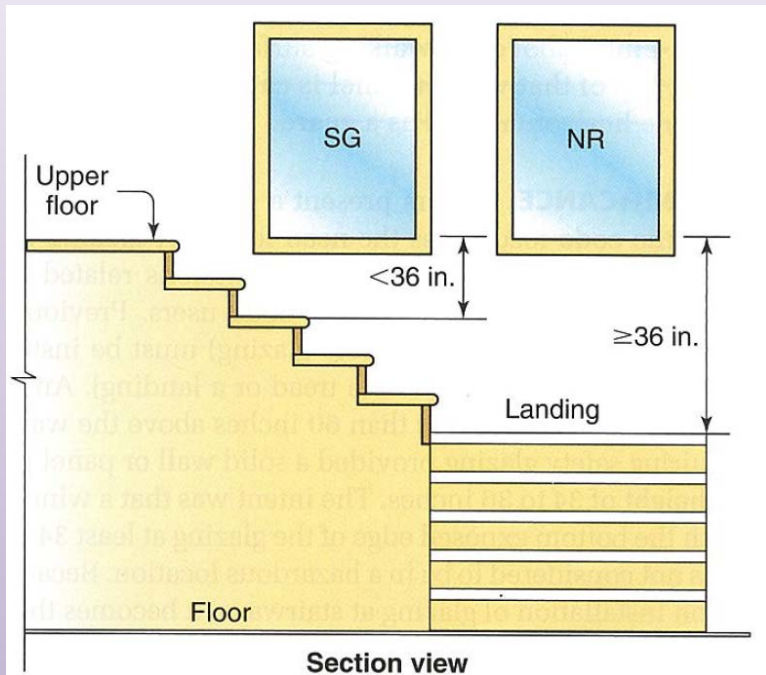 SG
NR
Upper
floor
<36 in.
≥36 in.
Landing
Floor
Section view